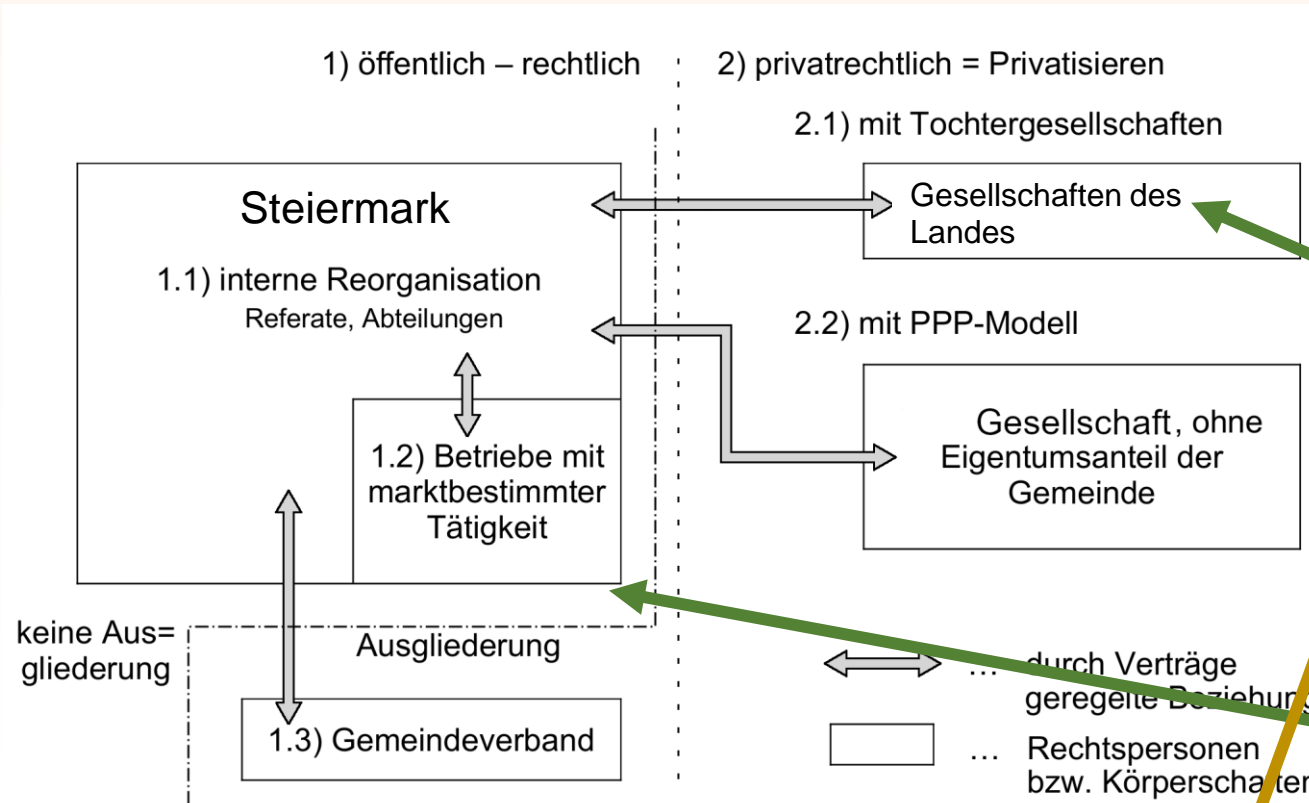 1) öffentlich – rechtlich
2) privatrechtlich = Privatisieren
2.1) mit Tochtergesellschaften
Steiermark
Gesellschaften des
Landes
1.1) interne Reorganisation
Referate, Abteilungen
2.2) mit PPP-Modell
Gesellschaft, ohne
Eigentumsanteil der
Gemeinde
1.2) Betriebe mit
marktbestimmter
Tätigkeit
keine Aus=
gliederung
Ausgliederung
1.3) Gemeindeverband
... durch Verträge
geregelte Beziehung
... Rechtspersonen
bzw. Körperschaften